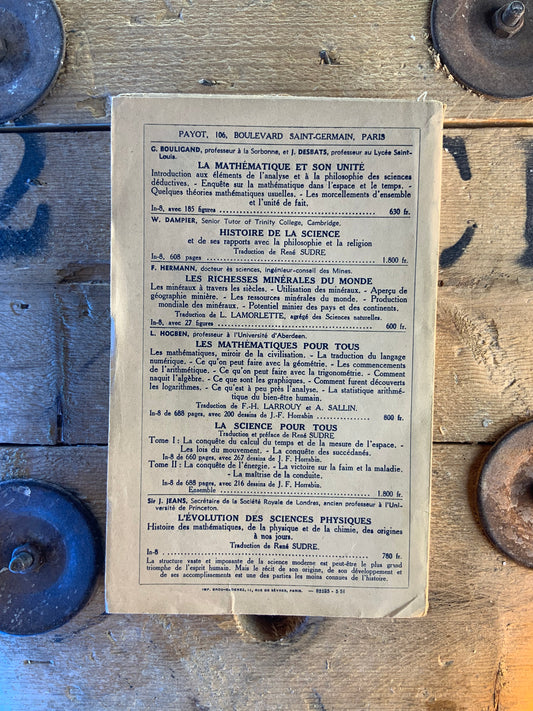 PAYOT, 106, BOULEVARD SAINT-GERMAIN, PARIS
G. BOULIGAND, professeur à la Sorbonne, et J. DESBATS, professeur au Lycée Saint-
Louis.
LA MATHÉMATIQUE ET SON UNITÉ
Introduction aux éléments de l'analyse et à la philosophie des sciences
déductives. - Enquête sur la mathématique dans l'espace et le temps. -
Quelques théories mathématiques usuelles. - Les morcellements d'ensemble
et l'unité de fait.
In-8, avec 185 figures ........ 630 fr.
W. DAMPIER, Senior Tutor of Trinity College, Cambridge.
HISTOIRE DE LA SCIENCE
et de ses rapports avec la philosophie et la religion
Traduction de René SUDRE
In-8, 608 pages ........ 1.800 fr.
F. HERMANN, docteur ès sciences, ingénieur-conseil des Mines.
LES RICHESSES MINÉRALES DU MONDE
Les minéraux à travers les siècles. - Utilisation des minéraux. - Aperçu de
géographie minière. - Les ressources minérales du monde. - Production
mondiale des minéraux. - Potentiel minier des pays et des continents.
Traduction de L. LAMORLETTE, agrégé des Sciences naturelles.
In-8, avec 27 figures ........ 600 fr.
L. HOGBEN, professeur à l'Université d'Aberdeen.
LES MATHÉMATIQUES POUR TOUS
Les mathématiques, miroir de la civilisation. - La traduction du langage
numérique. - Ce qu'on peut faire avec la géométrie. - Les commencements
de l'arithmétique. - Ce qu'on peut faire avec la trigonométrie. - Comment
naquit l'algèbre. - Ce que sont les graphiques. - Comment furent découverts
les logarithmes. - Ce qu'est à peu près l'analyse. - La statistique arithmé-
tique du bien-être humain.
Traduction de F.-H. LARROUY et A. SALLIN.
In-8 de 688 pages, avec 200 dessins de J.-F. Horrabin ........ 800 fr.
LA SCIENCE POUR TOUS
Traduction et préface de René SUDRE
Tome I : La conquête du calcul du temps et de la mesure de l'espace. -
Les lois du mouvement. - La conquête des succédanés.
In-8 de 660 pages, avec 267 dessins de J. F. Horrabin.
Tome II : La conquête de l'énergie. - La victoire sur la faim et la maladie.
- La maîtrise de la conduite.
In-8 de 688 pages, avec 216 dessins de J. F. Horrabin.
Ensemble ........ 1.800 fr.
Sir J. JEANS, Secrétaire de la Société Royale de Londres, ancien professeur à l'Uni-
versité de Princeton.
L'ÉVOLUTION DES SCIENCES PHYSIQUES
Histoire des mathématiques, de la physique et de la chimie, des origines
à nos jours.
Traduction de René SUDRE.
In-8 ........ 780 fr.
La structure vaste et imposante de la science moderne est peut-être le plus grand
triomphe de l'esprit humain. Mais le récit de son origine, de son développement et
de ses accomplissements est une des parties les moins connues de l'histoire.
11, RUE DE SÈVRES, PARIS.